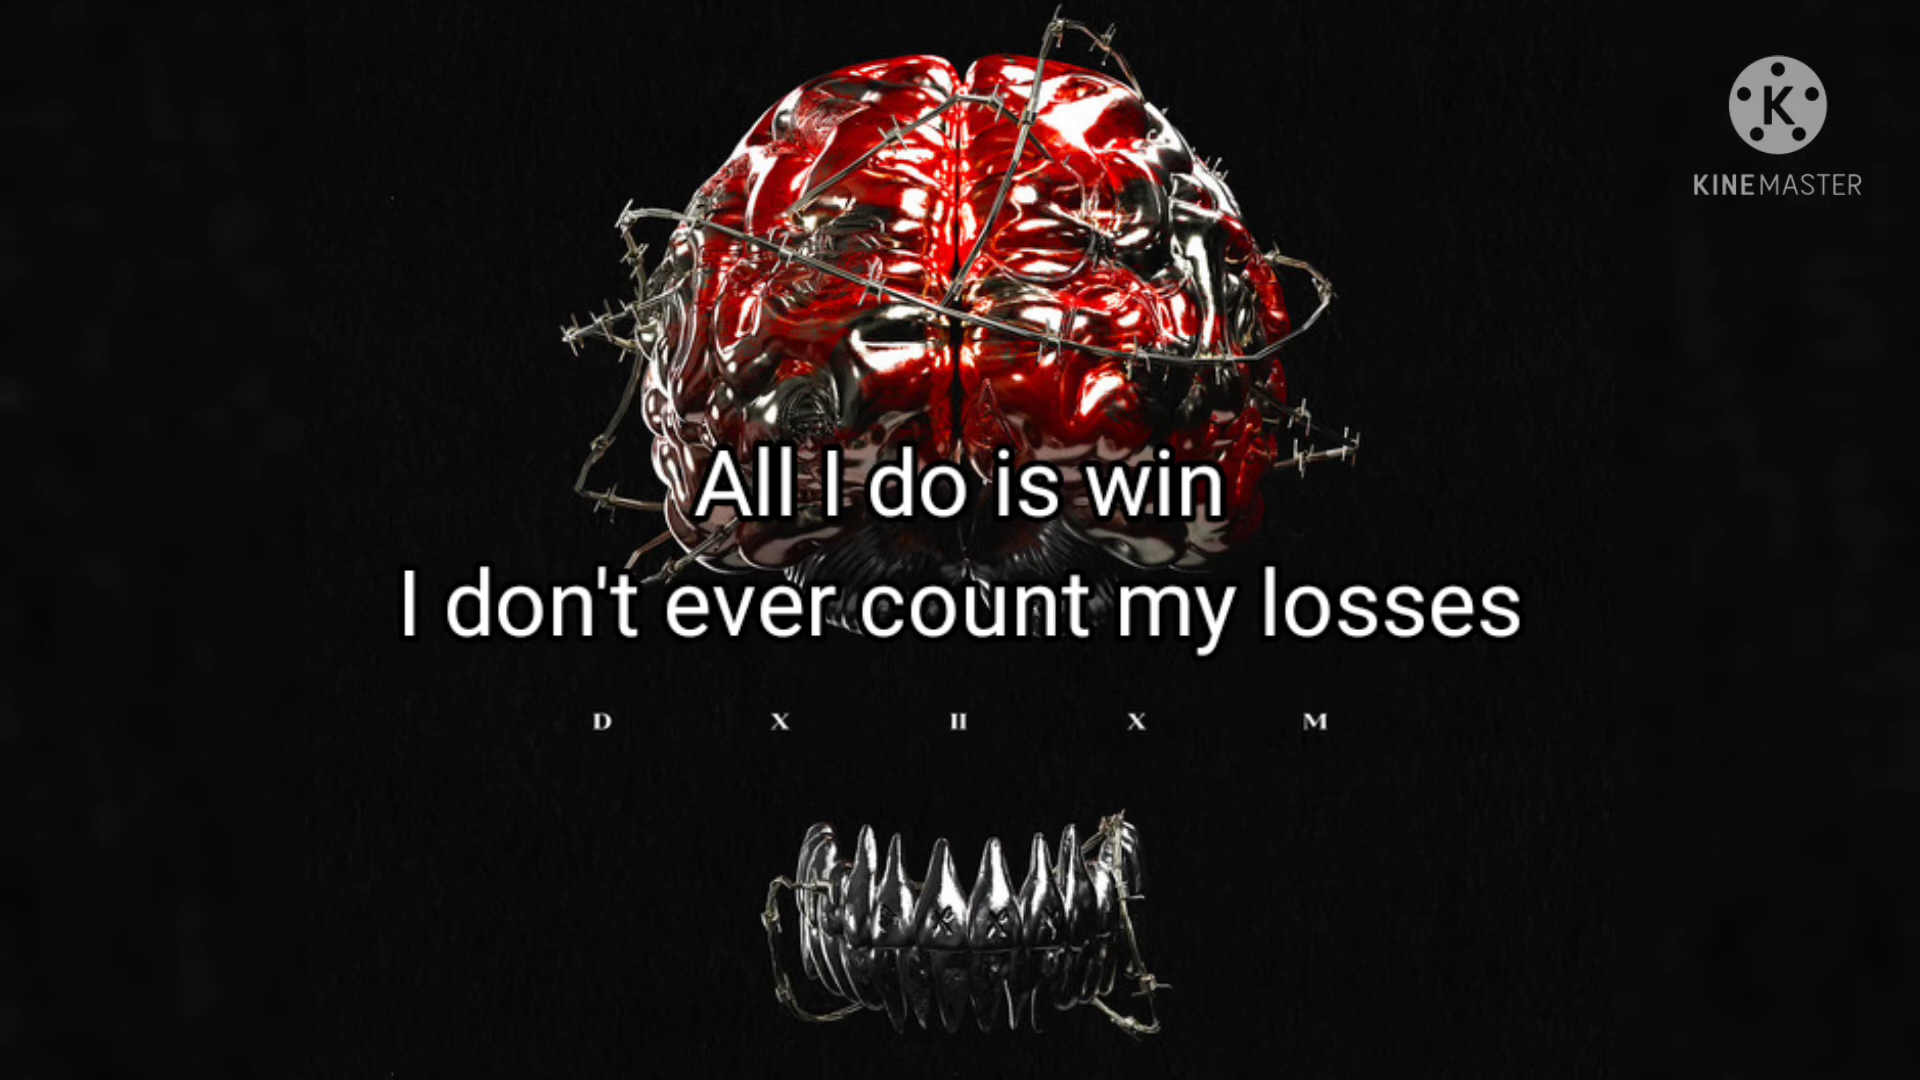 KINEMASTER
All I do is win
I don't ever count my losses
D X II X M